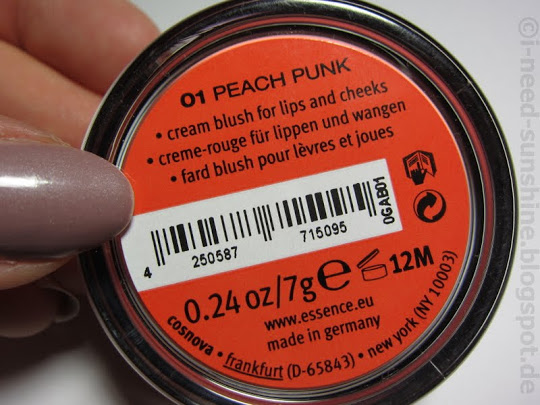 01 PEACH PUNK
• cream blush for lips and cheeks
• creme-rouge für lippen und wangen
• fard blush pour lèvres et joues
0GAB01
4 250587 715095
0.24 oz/7g e 12M
www.essence.eu
made in germany
cosnova • frankfurt (D-65843) • new york (NY 10003)
©i-need-sunshine.blogspot.de